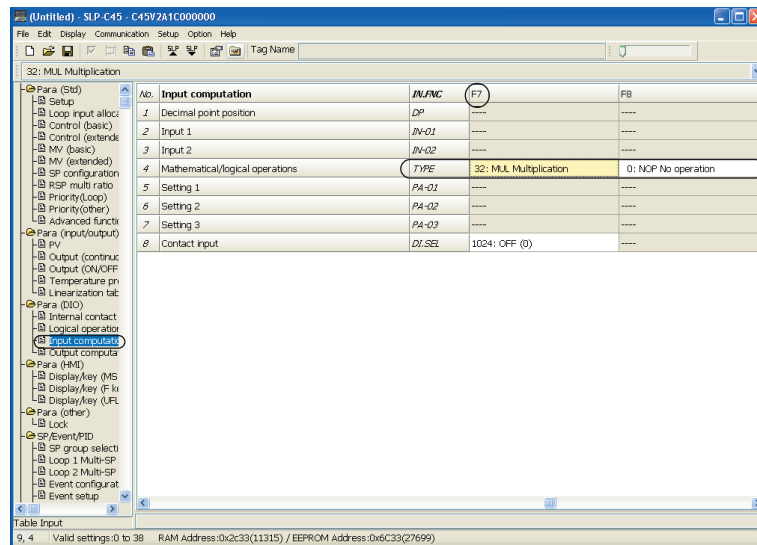 (Untitled) - SLP-C45 - C45V2A1C000000
File Edit Display Communication Setup Option Help
SLP SLP Tag Name
32: MUL Multiplication
Para (Std)
Setup
Loop input alloca
Control (basic)
Control (extende
MV (basic)
MV (extended)
SP configuration
RSP multi ratio
Priority(Loop)
Priority(other)
Advanced functio
Para (input/output)
PV
Output (continuo
Output (ON/OFF
Temperature pro
Linearization tab
Para (DIO)
Internal contact
Logical operation
Input computatio
Output computa
Para (HMI)
Display/key (MS
Display/key (F ke
Display/key (UFL
Para (other)
Lock
SP/Event/PID
SP group selecti
Loop 1 Multi-SP
Loop 2 Multi-SP
Event configurat
Event setup
No. Input computation IN.FNC F7 F8
1 Decimal point position DP ---- ----
2 Input 1 IN-01 ---- ----
3 Input 2 IN-02 ---- ----
4 Mathematical/logical operations TYPE 32: MUL Multiplication 0: NOP No operation
5 Setting 1 PA-01 ---- ----
6 Setting 2 PA-02 ---- ----
7 Setting 3 PA-03 ---- ----
8 Contact input DI.SEL 1024: OFF (0) ----
Table Input
9, 4 Valid settings:0 to 38 RAM Address:0x2c33(11315) / EEPROM Address:0x6C33(27699)